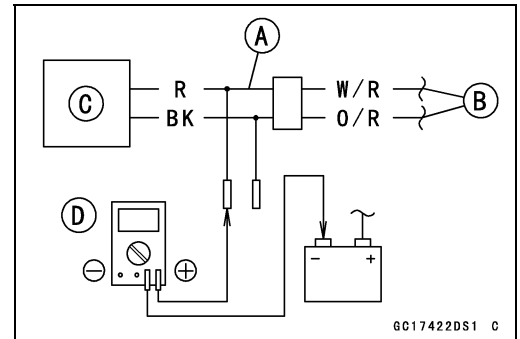 A
R W/R
C B
BK O/R
D
− +
− +
GC17422DS1 C